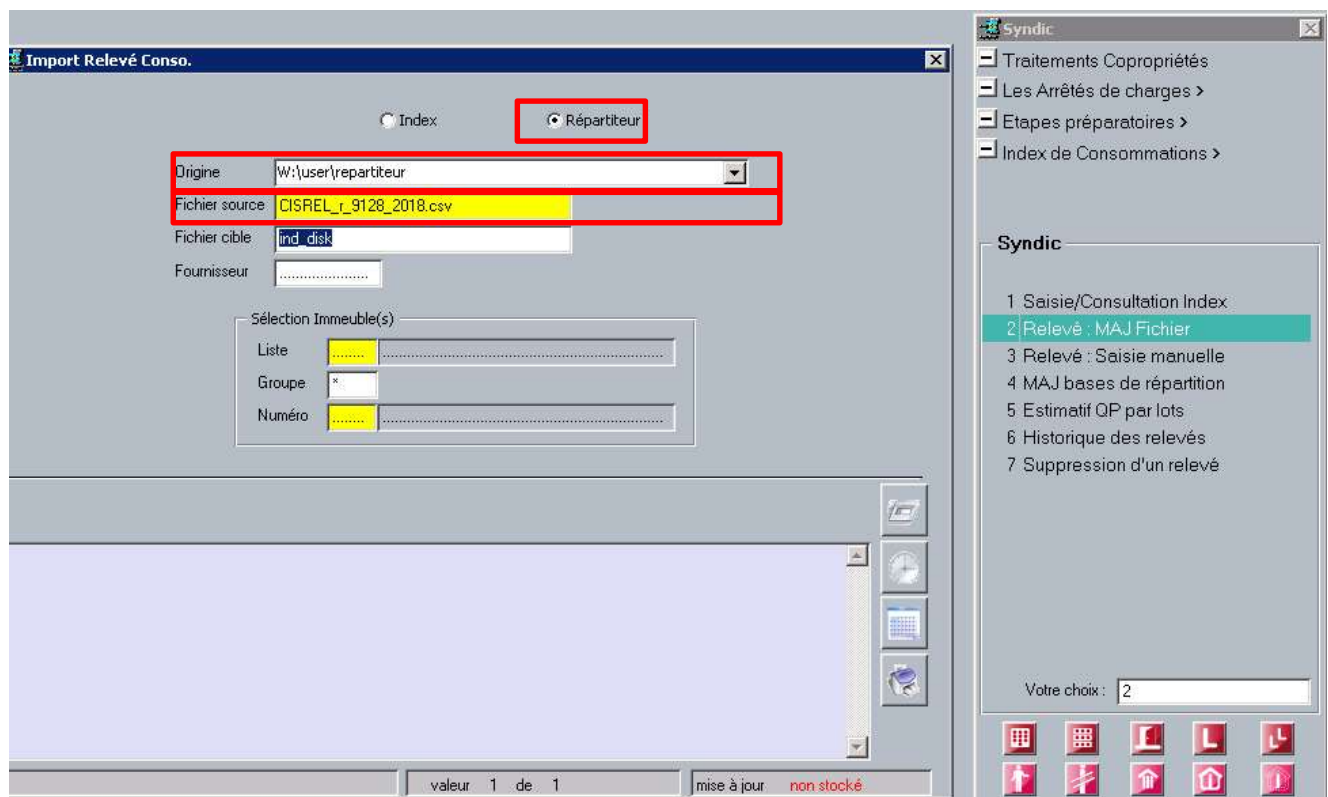 Import Relevé Conso.
Index
Répartiteur
Origine W:\user\repartiteur
Fichier source CISREL_r_9128_2018.csv
Fichier cible ind_disk
Fournisseur ......................
Sélection Immeuble(s)
Liste
Groupe *
Numéro
valeur 1 de 1
mise à jour non stocké
Syndic
Traitements Copropriétés
Les Arrêtés de charges >
Etapes préparatoires >
Index de Consommations >
Syndic
1 Saisie/Consultation Index
2 Relevé : MAJ Fichier
3 Relevé : Saisie manuelle
4 MAJ bases de répartition
5 Estimatif QP par lots
6 Historique des relevés
7 Suppression d'un relevé
Votre choix : 2
L